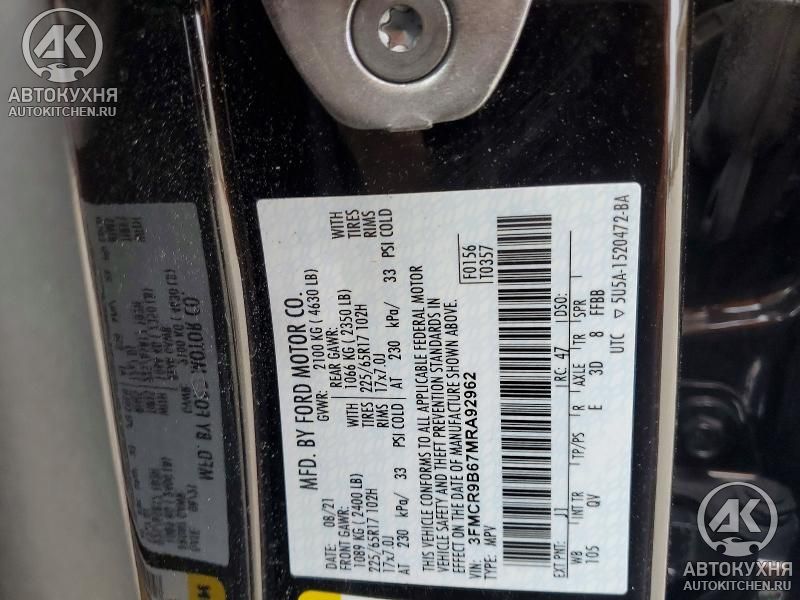 АВТОКУХНЯ
AUTOKITCHEN.RU
АВТОКУХНЯ
AUTOKITCHEN.RU
MFD. BY FORD MOTOR CO.
08/21 GVWR: 2100 KG (4630 LB)
FRONT GAWR: REAR GAWR: WITH
1089 KG (2400 LB) 1066 KG (2350 LB) TIRES
225/65R17 102H TIRES 225/65R17 102H RIMS
17x7.0J RIMS 17x7.0J
AT 230 kPa/ 33 PSI COLD AT 230 kPa/ 33 PSI COLD
THIS VEHICLE CONFORMS TO ALL APPLICABLE FEDERAL MOTOR
VEHICLE SAFETY AND THEFT PREVENTION STANDARDS IN
EFFECT ON THE DATE OF MANUFACTURE SHOWN ABOVE.
F0156
T0357
VIN: 3FMCR9B67MRA92962
TYPE: MPV
EXT PNT: J1 RC: 47 DSO:
WB INT TR TP/PS R AXLE TR SPR
105 QV E 3D 8 FFBB
UTC ▽ 5U5A-1520472-BA
АВТОКУХНЯ
AUTOKITCHEN.RU